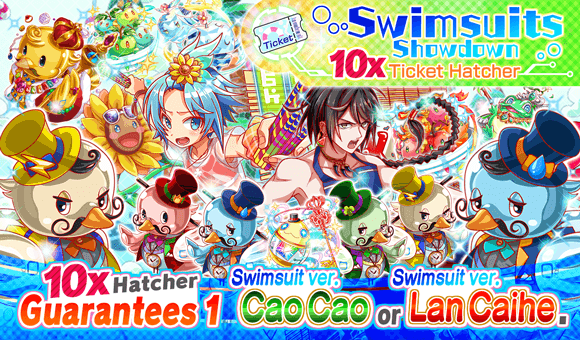 Ticket
Swimsuits
Showdown
10x Ticket Hatcher
10x Hatcher
Guarantees 1
Swimsuit ver.
Cao Cao or
Swimsuit ver.
Lan Caihe.